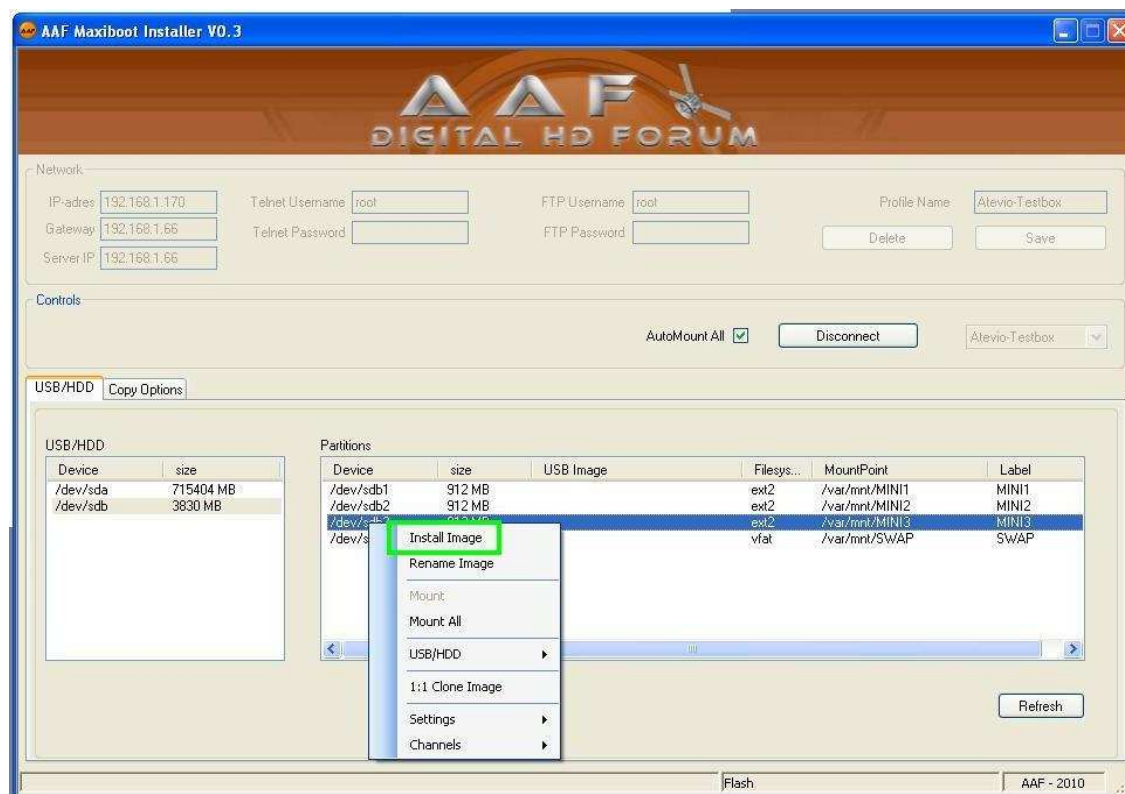 AAF Maxiboot Installer V0.3
AAF
DIGITAL HD FORUM
Network
IP-adres 192.168.1.170 Telnet Username root FTP Username root Profile Name Atevio-Testbox
Gateway 192.168.1.66 Telnet Password FTP Password Delete Save
Server IP 192.168.1.66
Controls
AutoMount All Disconnect Atevio-Testbox
USB/HDD Copy Options
USB/HDD Partitions
Device size Device size USB Image Filesys... MountPoint Label
/dev/sda 715404 MB /dev/sdb1 912 MB ext2 /var/mnt/MINI1 MINI1
/dev/sdb 3830 MB /dev/sdb2 912 MB ext2 /var/mnt/MINI2 MINI2
ext2 /var/mnt/MINI3 MINI3
/dev/s vfat /var/mnt/SWAP SWAP
Install Image
Rename Image
Mount
Mount All
USB/HDD
1:1 Clone Image
Settings
Channels
Refresh
Flash AAF - 2010